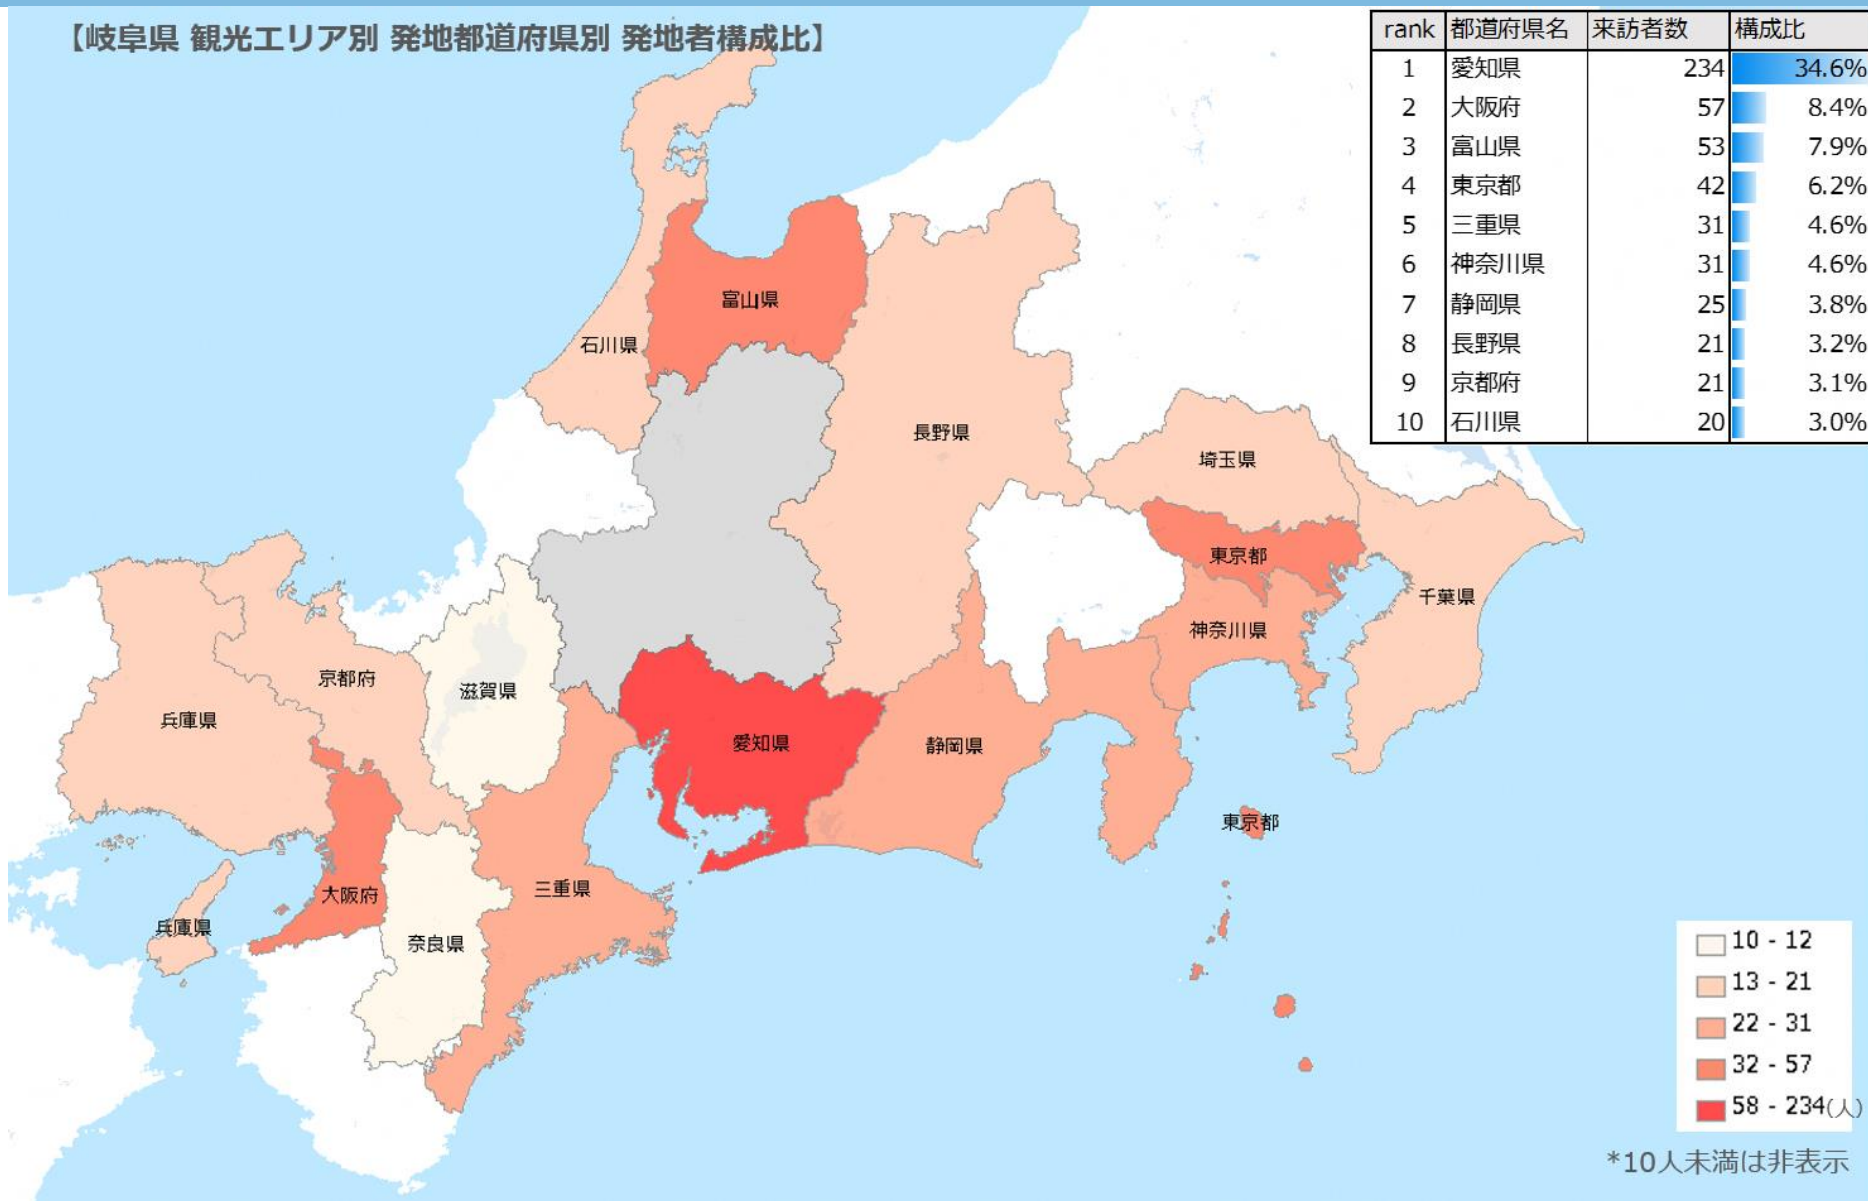 【岐阜県 観光エリア別 発地都道府県別 発地者構成比】
rank 都道府県名 来訪者数 構成比
1 愛知県 234 34.6%
2 大阪府 57 8.4%
3 富山県 53 7.9%
4 東京都 42 6.2%
5 三重県 31 4.6%
6 神奈川県 31 4.6%
7 静岡県 25 3.8%
8 長野県 21 3.2%
9 京都府 21 3.1%
10 石川県 20 3.0%
富山県
石川県
長野県
埼玉県
東京都
千葉県
神奈川県
京都府
滋賀県
兵庫県
愛知県
静岡県
東京都
三重県
大阪府
兵庫県
奈良県
10 - 12
13 - 21
22 - 31
32 - 57
58 - 234(人)
*10人未満は非表示